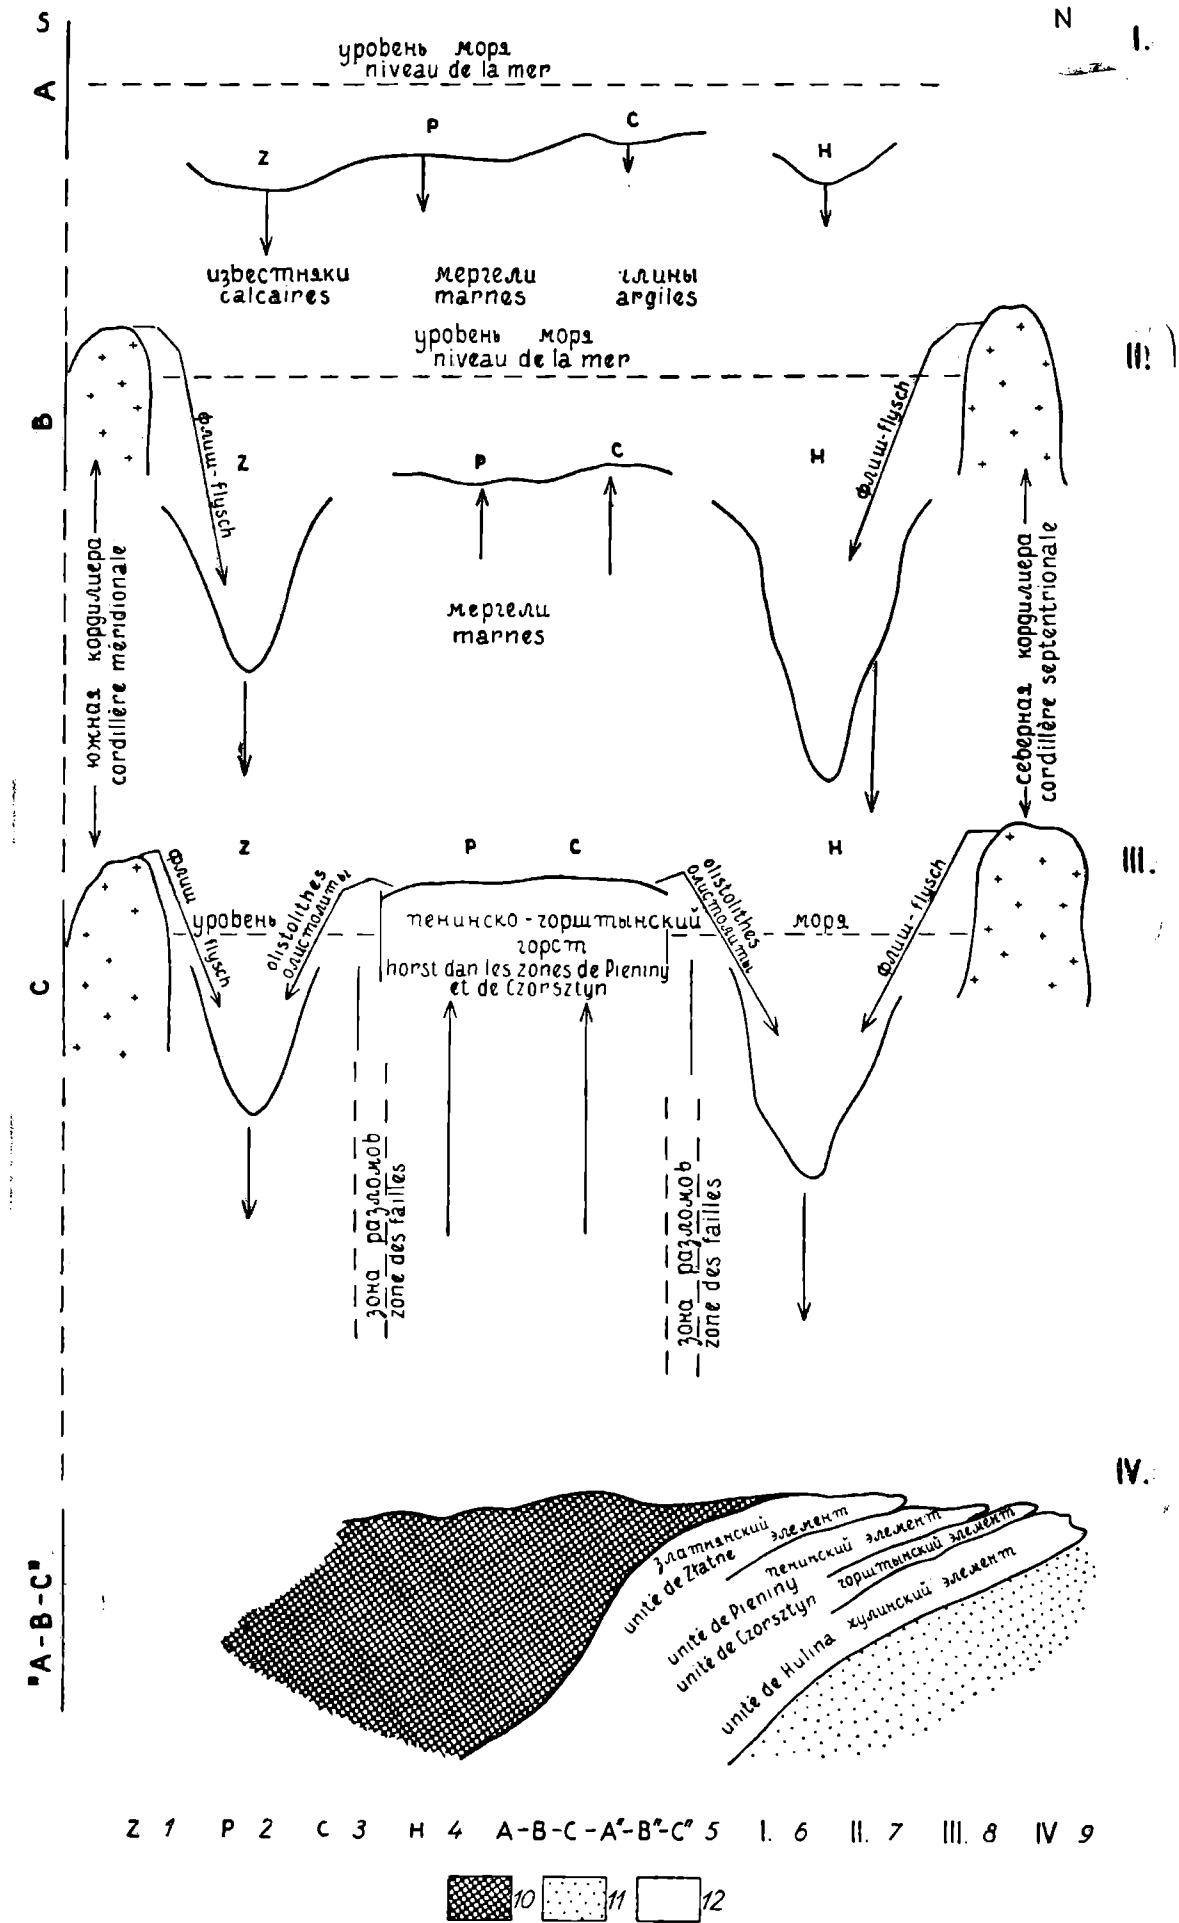 S
N
I.
уровень моря
niveau de la mer
A
Z
P
C
H
известняки
calcaires
мергели
marnes
глины
argiles
уровень моря
niveau de la mer
II.
B
флиш-flysch
Z
P
C
H
флиш-flysch
мергели
marnes
южная кордилиера
cordillère méridionale
северная кордилиера
cordillère septentrionale
III.
C
Z
P
C
H
флиш
flysch
уровень
olistolithes
олистолиты
пенинско-горштынский
горст
horst dan les zones de Pieniny
et de Czorsztyn
olistolithes
олистолиты
моря
флиш-flysch
зона разломов
zone des failles
зона разломов
zone des failles
IV.
"A-B-C"
златнянский элемент
unité de Złatne
пенинский элемент
unité de Pieniny
чорштынский элемент
unité de Czorsztyn
хулинский элемент
unité de Hulina
Z 1 P 2 C 3 H 4 A-B-C-A"-B"-C" 5 I. 6 II. 7 III. 8 IV 9
10 11 12